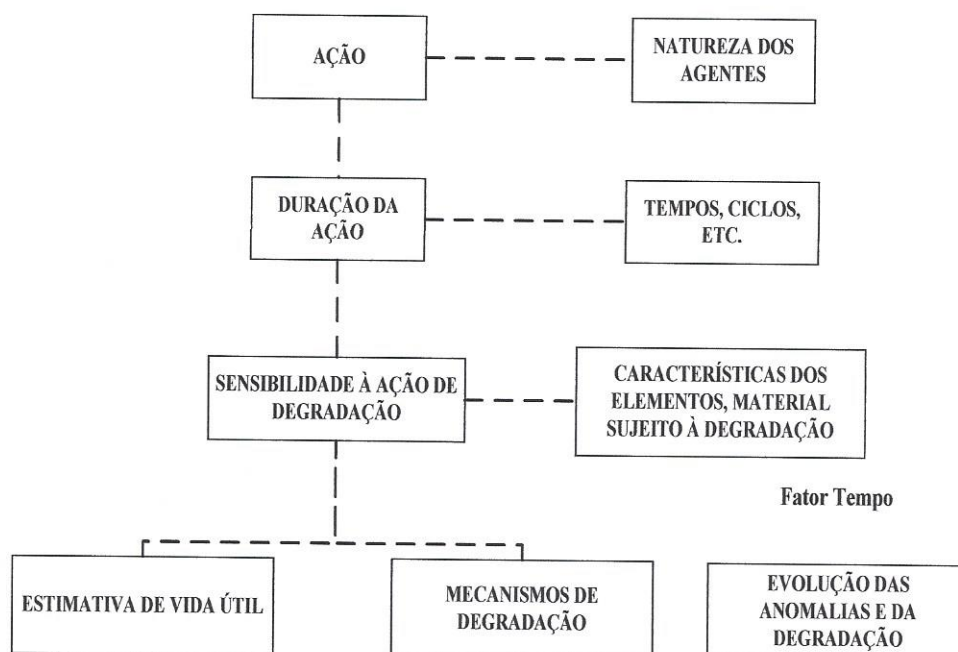 AÇÃO
NATUREZA DOS
AGENTES
DURAÇÃO DA
AÇÃO
TEMPOS, CICLOS,
ETC.
SENSIBILIDADE À AÇÃO DE
DEGRADAÇÃO
CARACTERÍSTICAS DOS
ELEMENTOS, MATERIAL
SUJEITO À DEGRADAÇÃO
Fator Tempo
ESTIMATIVA DE VIDA ÚTIL
MECANISMOS DE
DEGRADAÇÃO
EVOLUÇÃO DAS
ANOMALIAS E DA
DEGRADAÇÃO